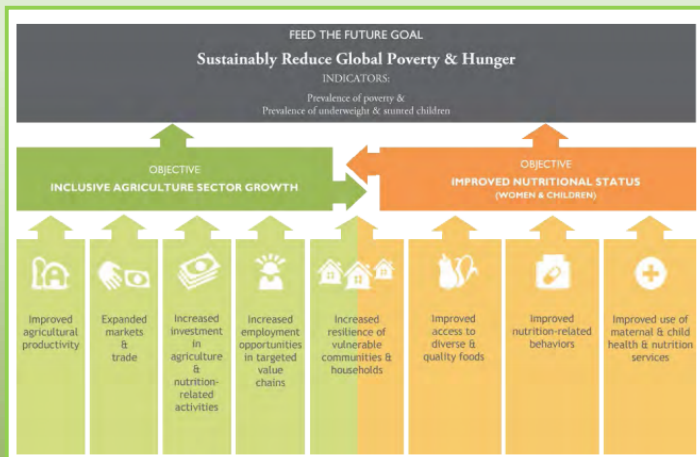 FEED THE FUTURE GOAL
Sustainably Reduce Global Poverty & Hunger
INDICATORS:
Prevalence of poverty &
Prevalence of underweight & stunted children
OBJECTIVE
INCLUSIVE AGRICULTURE SECTOR GROWTH
OBJECTIVE
IMPROVED NUTRITIONAL STATUS
(WOMEN & CHILDREN)
Improved
agricultural
productivity
Expanded
markets
&
trade
Increased
investment
in
agriculture
&
nutrition-
related
activities
Increased
employment
opportunities
in targeted
value
chains
Increased
resilience of
vulnerable
communities &
households
Improved
access to
diverse &
quality foods
Improved
nutrition-related
behaviors
Improved use of
maternal & child
health & nutrition
services